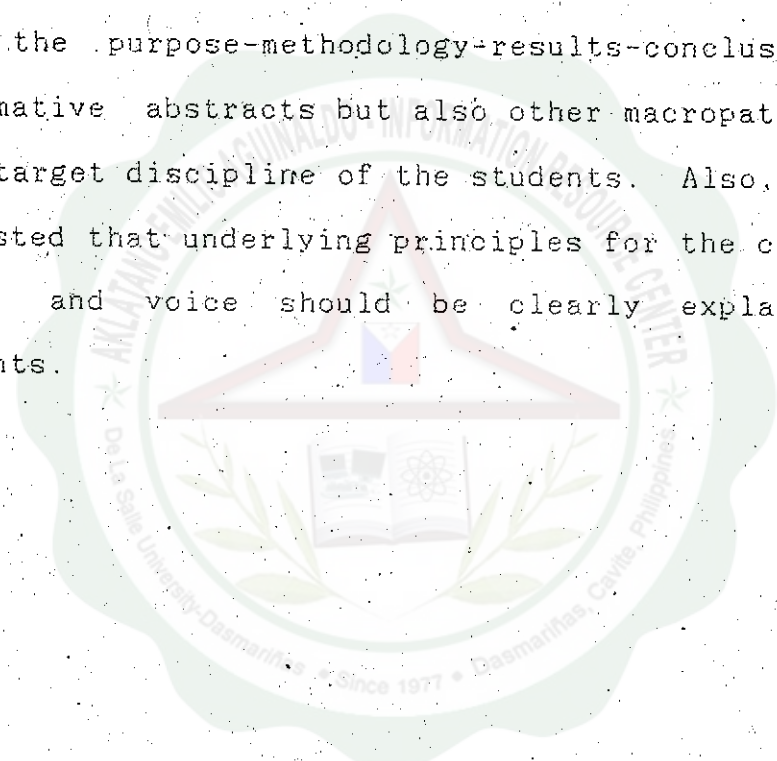 the purpose-methodology-results-conclus
mative abstracts but also other macropat
target discipline of the students. Also,
sted that underlying principles for the c
and voice should be clearly expla
nts.
AKLATANG EMILIO AGUINALDO - INFORMATION RESOURCE CENTER
De La Salle University-Dasmariñas • Since 1977 • Dasmariñas, Cavite, Philippines